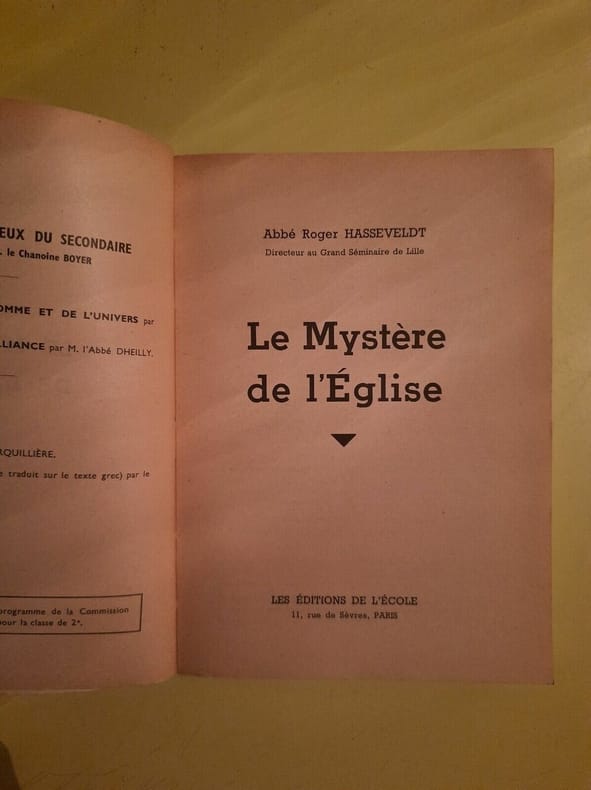 EUX DU SECONDAIRE
. le Chanoine BOYER
OMME ET DE L'UNIVERS par
LLIANCE par M. l'Abbé DHEILLY.
RQUILLIÈRE.
e traduit sur le texte grec) par le
programme de la Commission
pour la classe de 2ᵉ.
Abbé Roger HASSEVELDT
Directeur au Grand Séminaire de Lille
Le Mystère
de l'Église
LES ÉDITIONS DE L'ÉCOLE
11, rue de Sèvres, PARIS